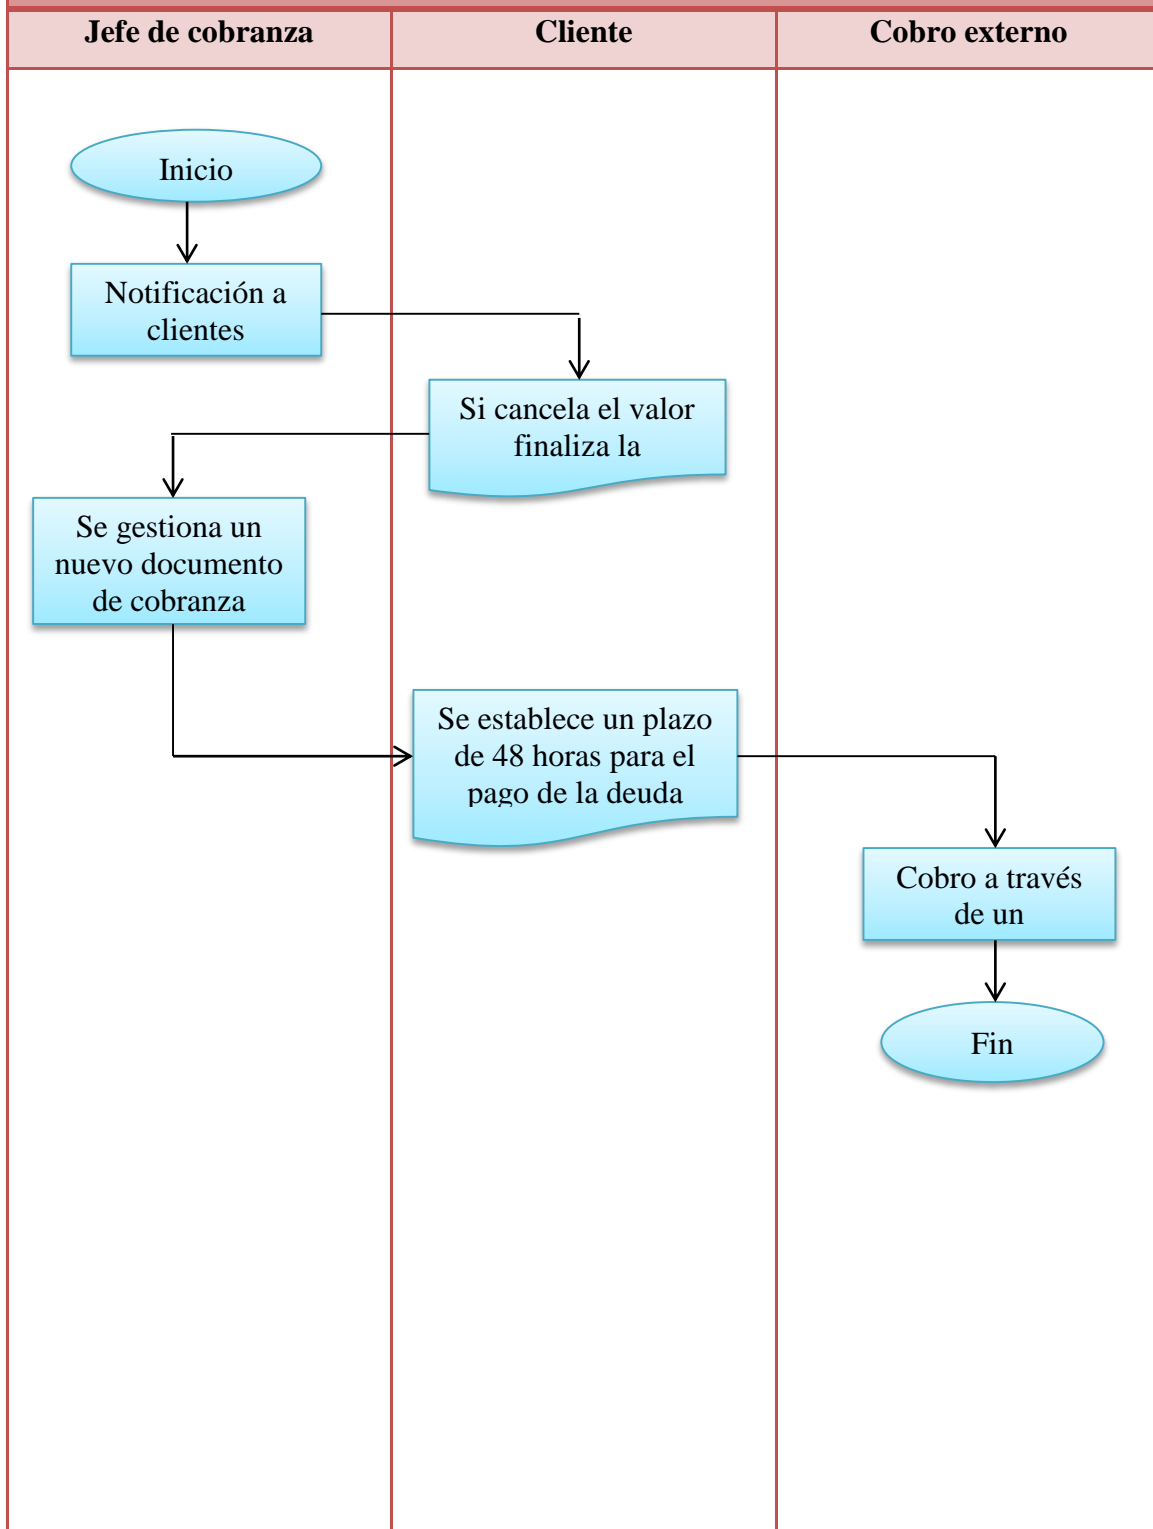 Jefe de cobranza
Cliente
Cobro externo
Inicio
Notificación a
clientes
Si cancela el valor
finaliza la
Se gestiona un
nuevo documento
de cobranza
Se establece un plazo
de 48 horas para el
pago de la deuda
Cobro a través
de un
Fin